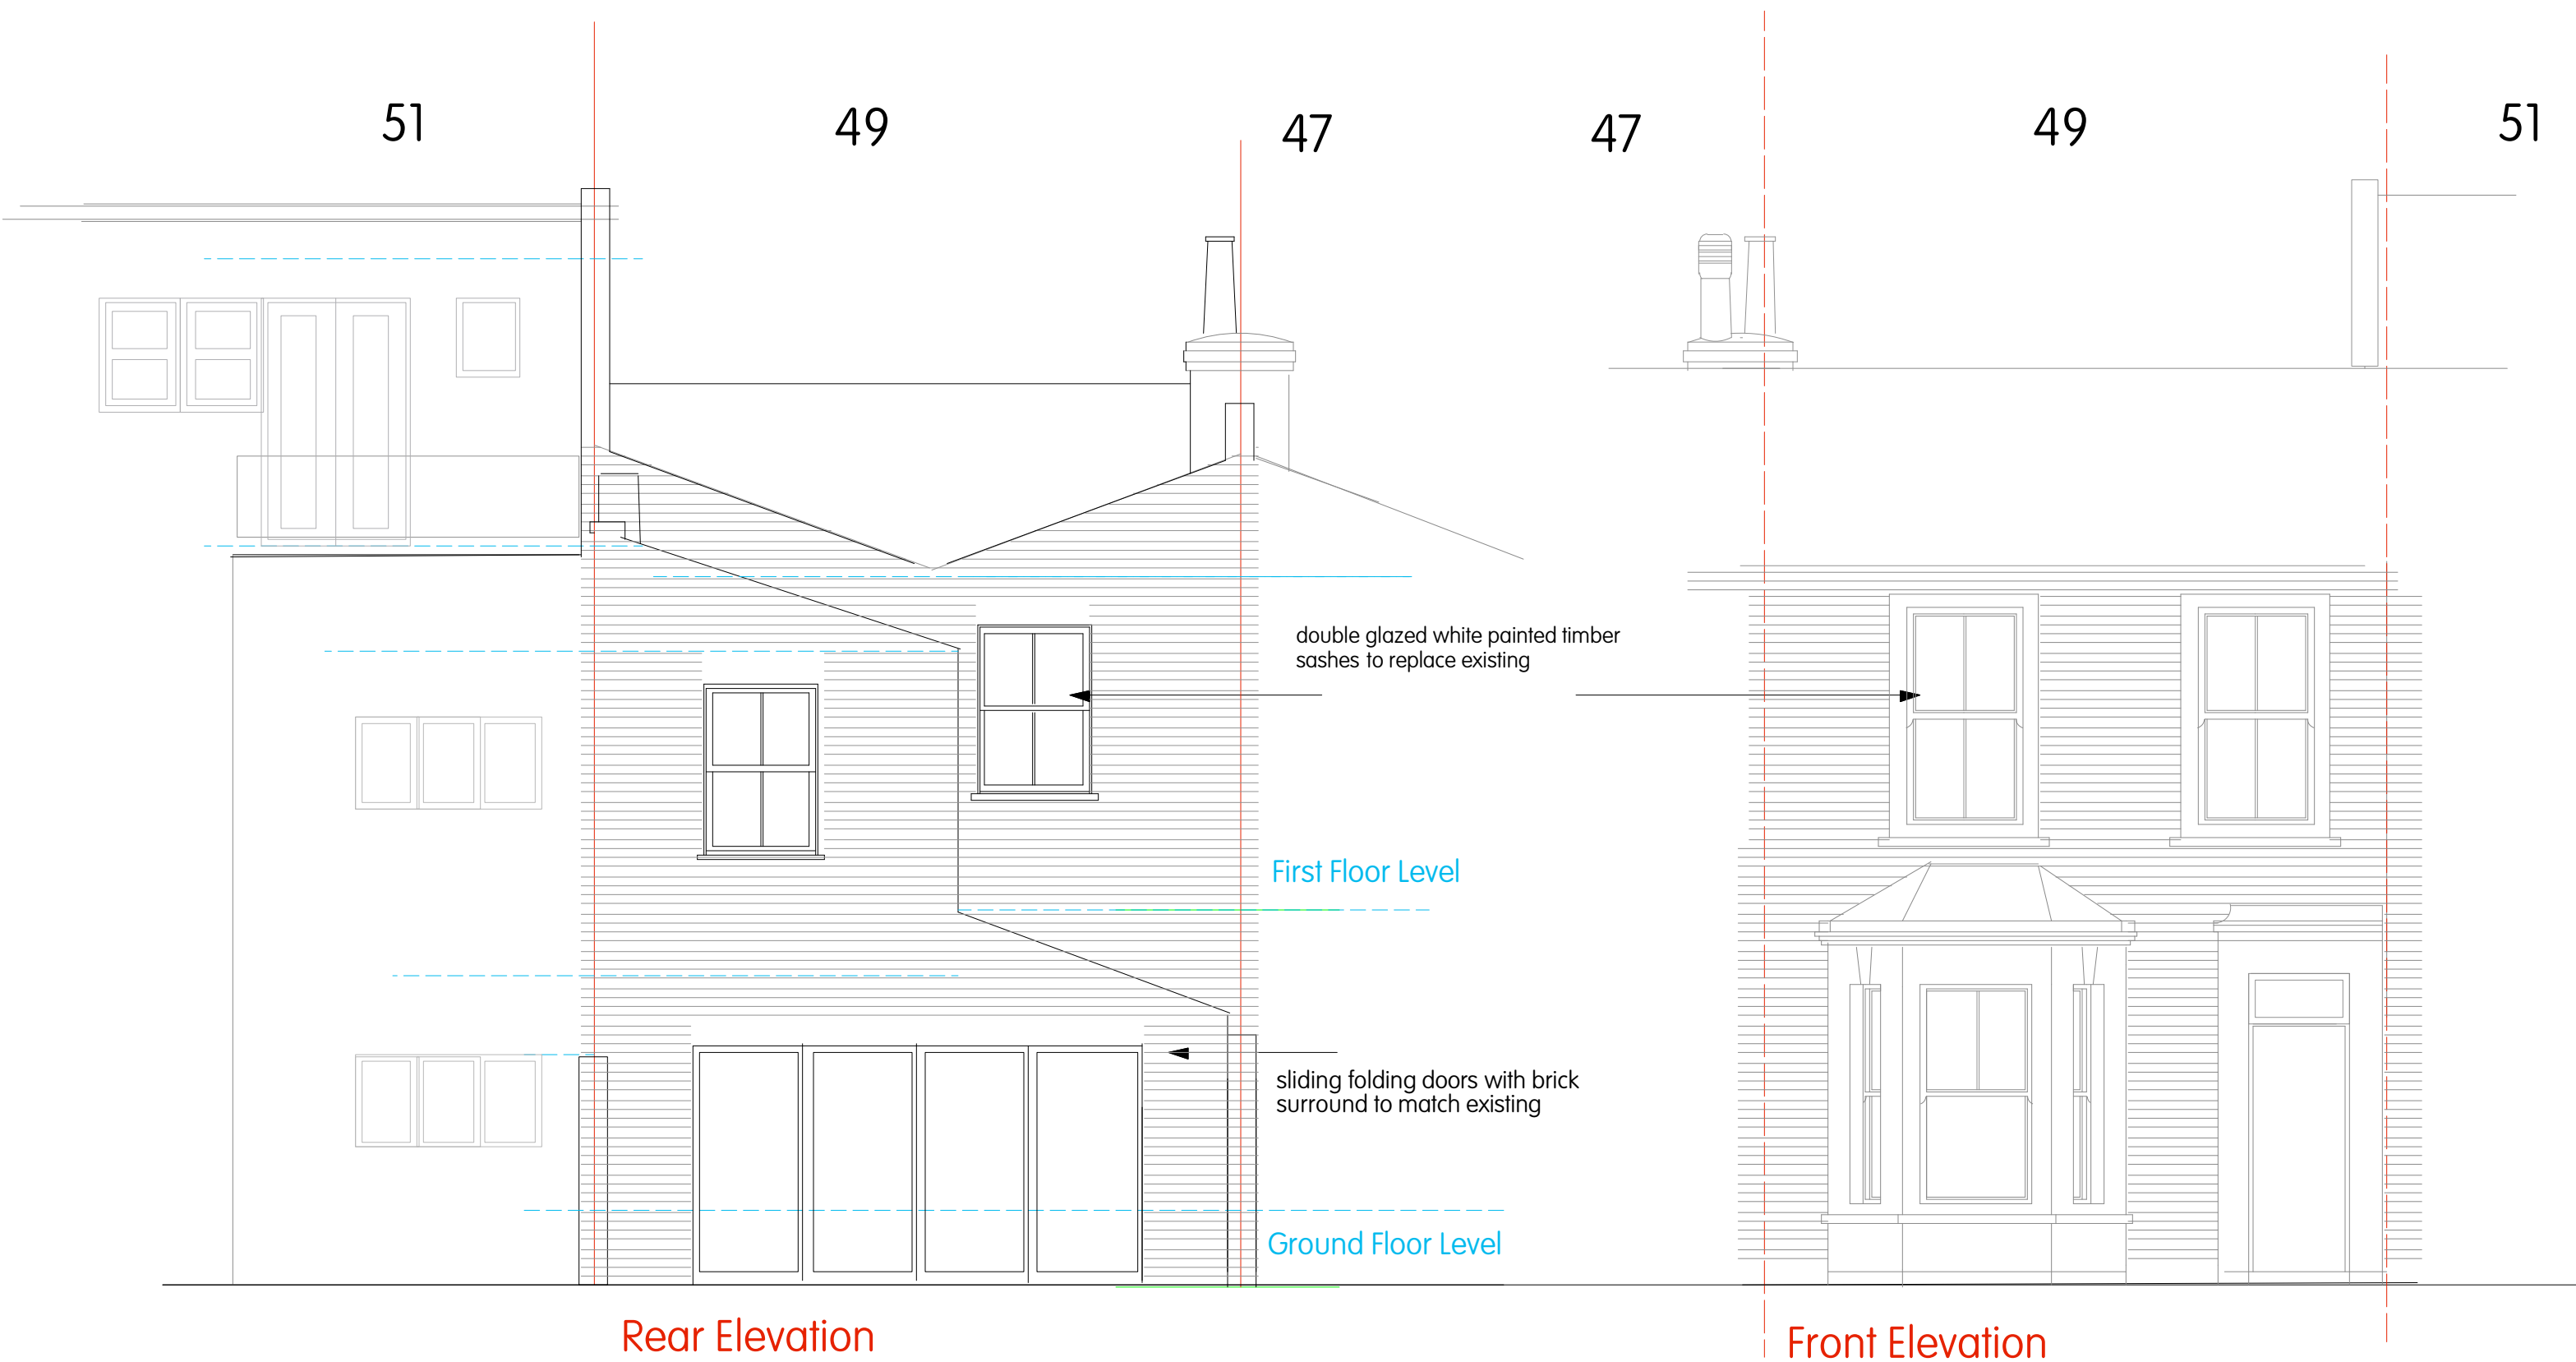 51
49
47
47
49
51
double glazed white painted timber
sashes to replace existing
First Floor Level
sliding folding doors with brick
surround to match existing
Ground Floor Level
Rear Elevation
Front Elevation